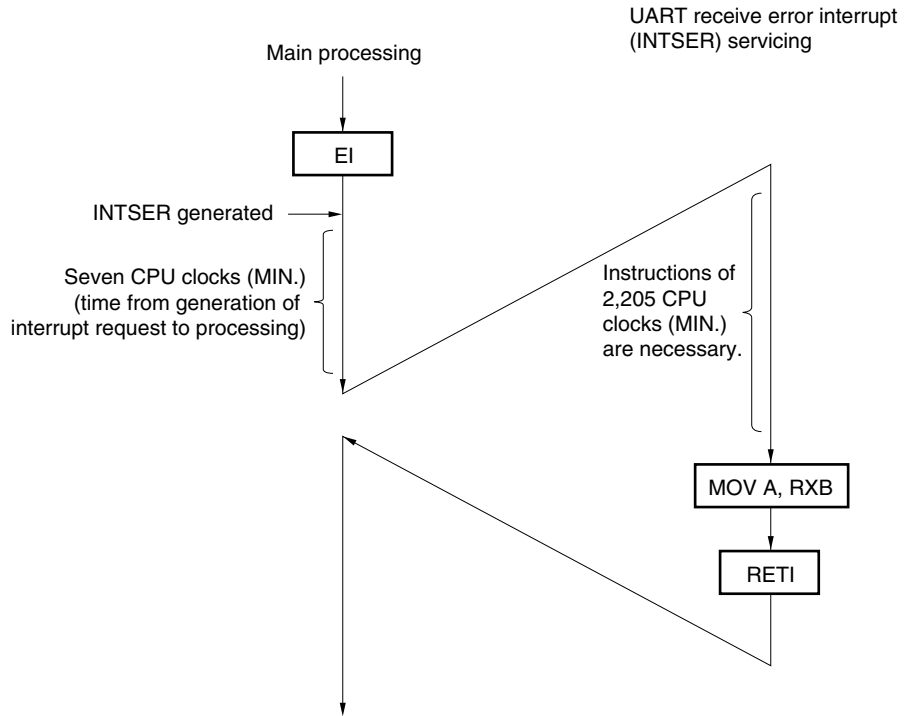 UART receive error interrupt
(INTSER) servicing
Main processing
EI
INTSER generated
Seven CPU clocks (MIN.)
(time from generation of
interrupt request to processing)
Instructions of
2,205 CPU
clocks (MIN.)
are necessary.
MOV A, RXB
RETI